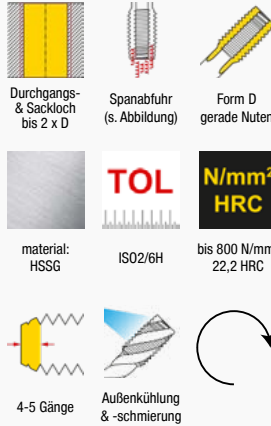 Durchgangs-
& Sackloch
bis 2 x D
Spanabfuhr
(s. Abbildung)
Form D
gerade Nuten
TOL
N/mm²
HRC
material:
HSSG
ISO2/6H
bis 800 N/mm
22,2 HRC
4-5 Gänge
Außenkühlung
& -schmierung